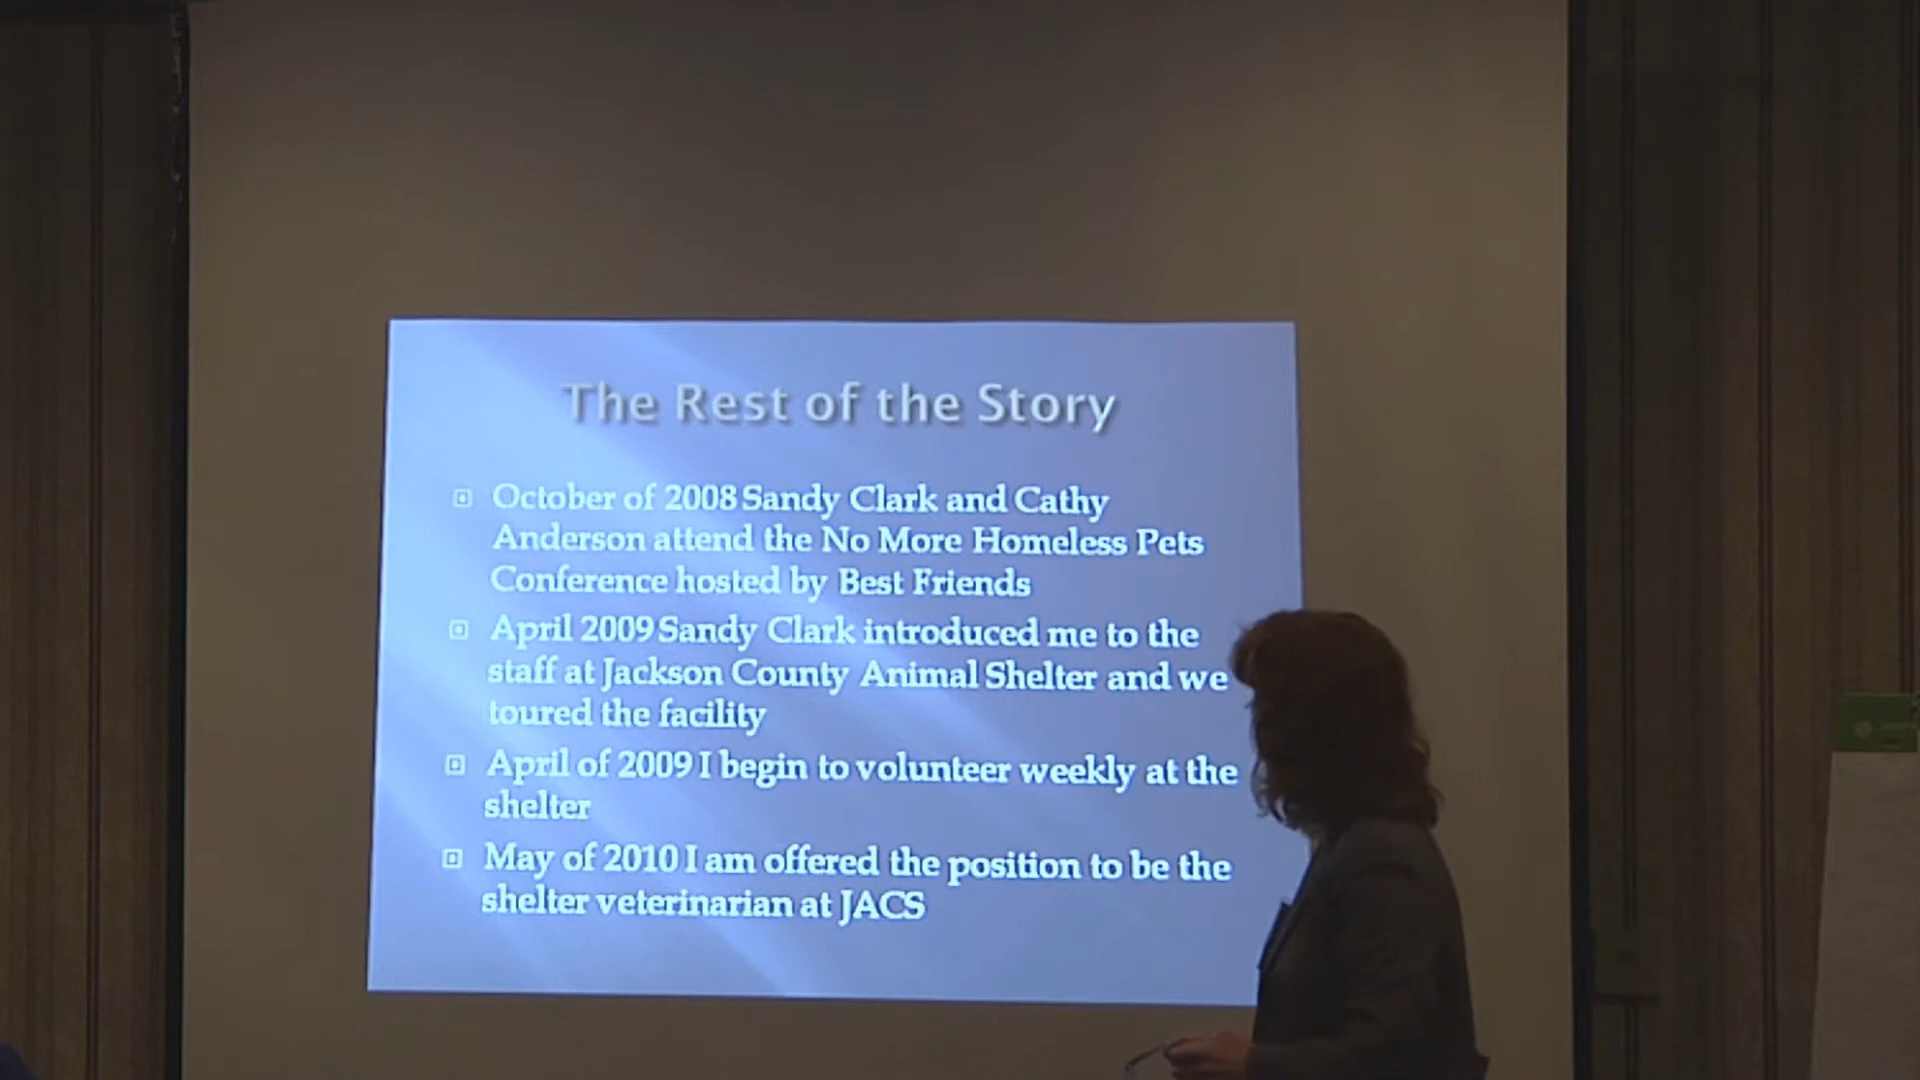 The Rest of the Story
October of 2008 Sandy Clark and Cathy
Anderson attend the No More Homeless Pets
Conference hosted by Best Friends
April 2009 Sandy Clark introduced me to the
staff at Jackson County Animal Shelter and we
toured the facility
April of 2009 I begin to volunteer weekly at the
shelter
May of 2010 I am offered the position to be the
shelter veterinarian at JACS